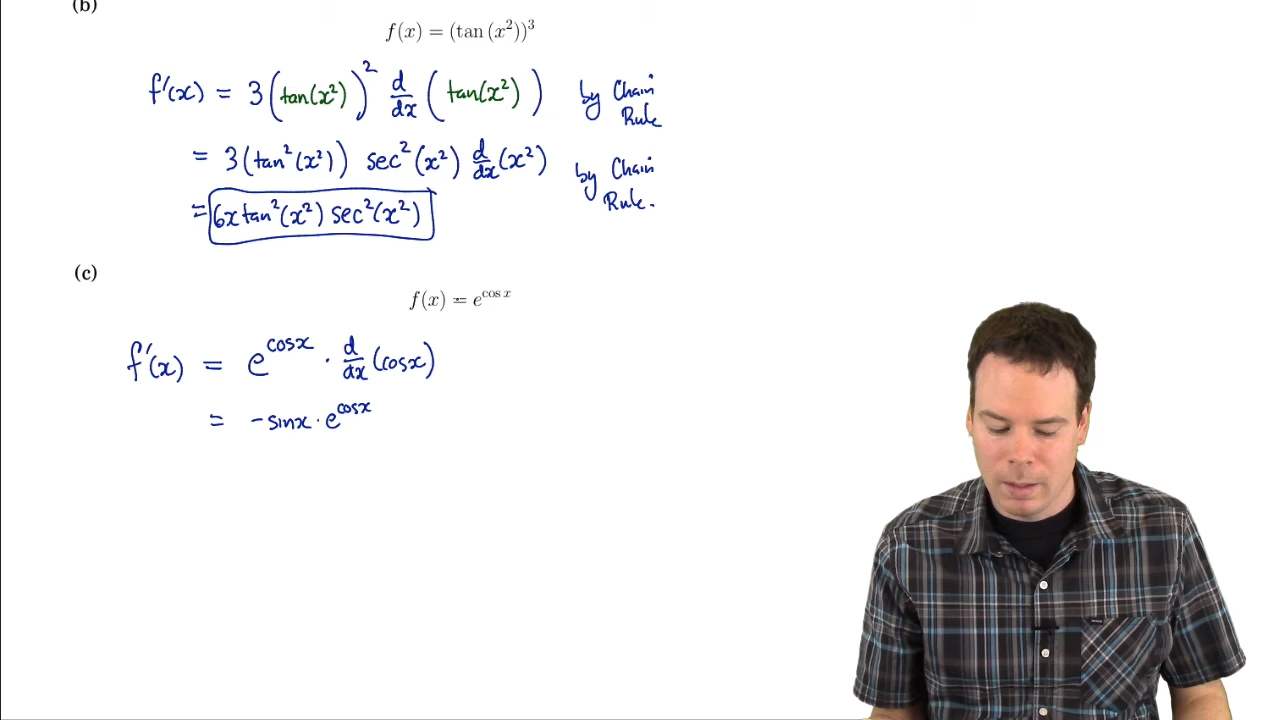 (b)
f(x) = (tan (x²))³
f'(x) = 3(tan(x²))² d/dx (tan(x²)) by Chain Rule
= 3(tan²(x²)) sec²(x²) d/dx(x²) by Chain Rule.
= 6x tan²(x²) sec²(x²)
(c)
f(x) = e^{cos x}
f'(x) = e^{cosx} · d/dx (cosx)
= -sinx · e^{cosx}